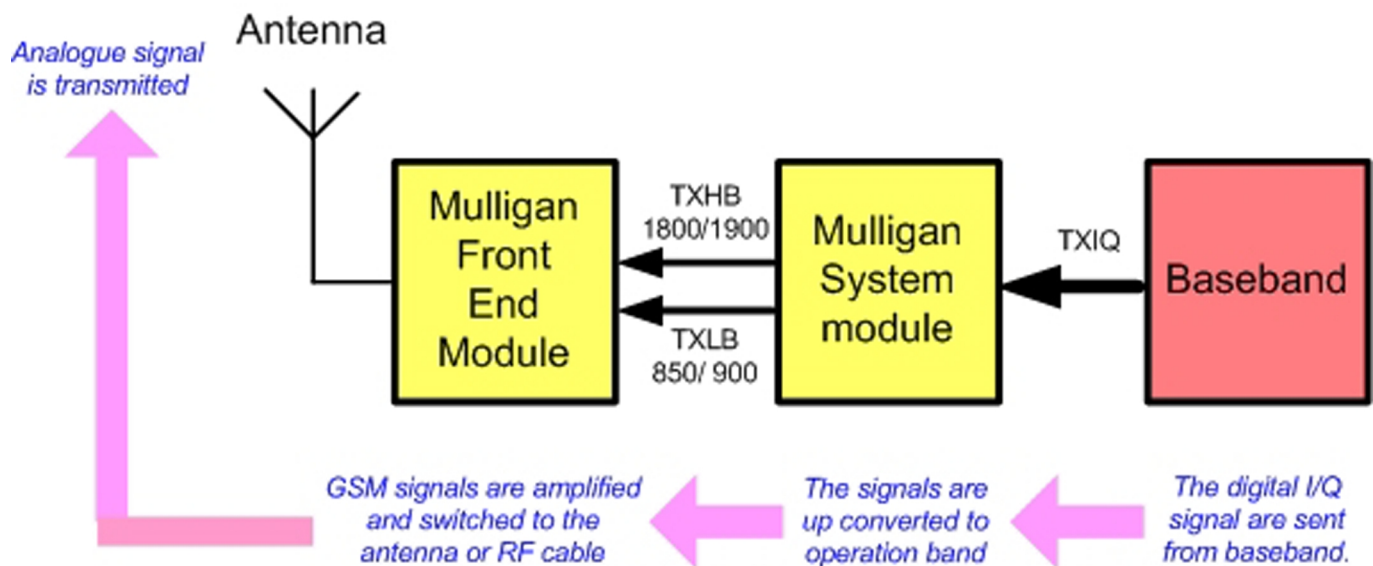 Analogue signal
is transmitted
Antenna
Mulligan
Front
End
Module
TXHB
1800/1900
TXLB
850/ 900
Mulligan
System
module
TXIQ
Baseband
GSM signals are amplified
and switched to the
antenna or RF cable
The signals are
up converted to
operation band
The digital I/Q
signal are sent
from baseband.